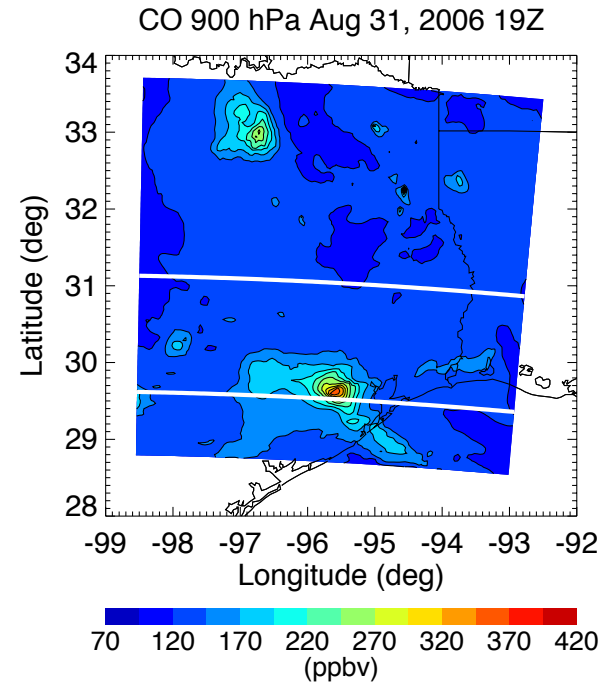 CO 900 hPa Aug 31, 2006 19Z
34
33
32
31
30
29
28
Latitude (deg)
-99 -98 -97 -96 -95 -94 -93 -92
Longitude (deg)
70 120 170 220 270 320 370 420
(ppbv)